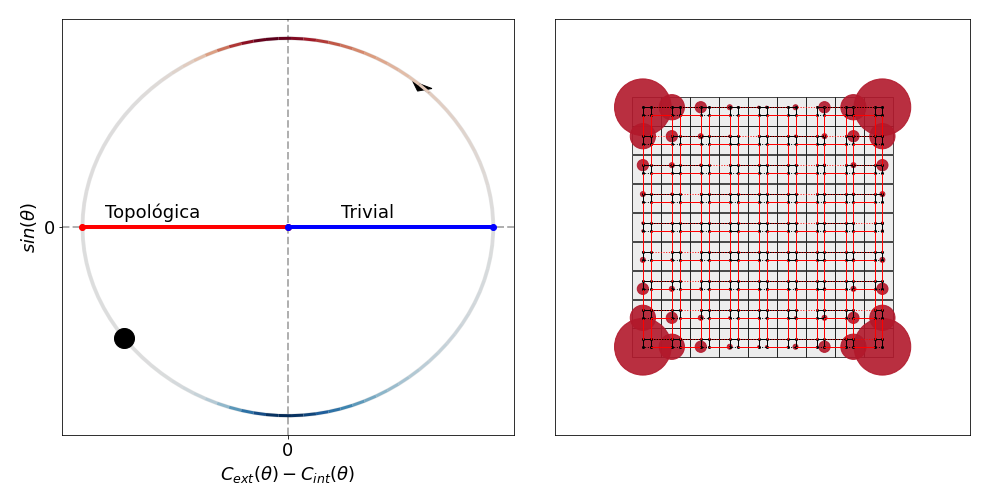 Topológica
Trivial
sin(θ)
0
0
C_ext(θ) − C_int(θ)